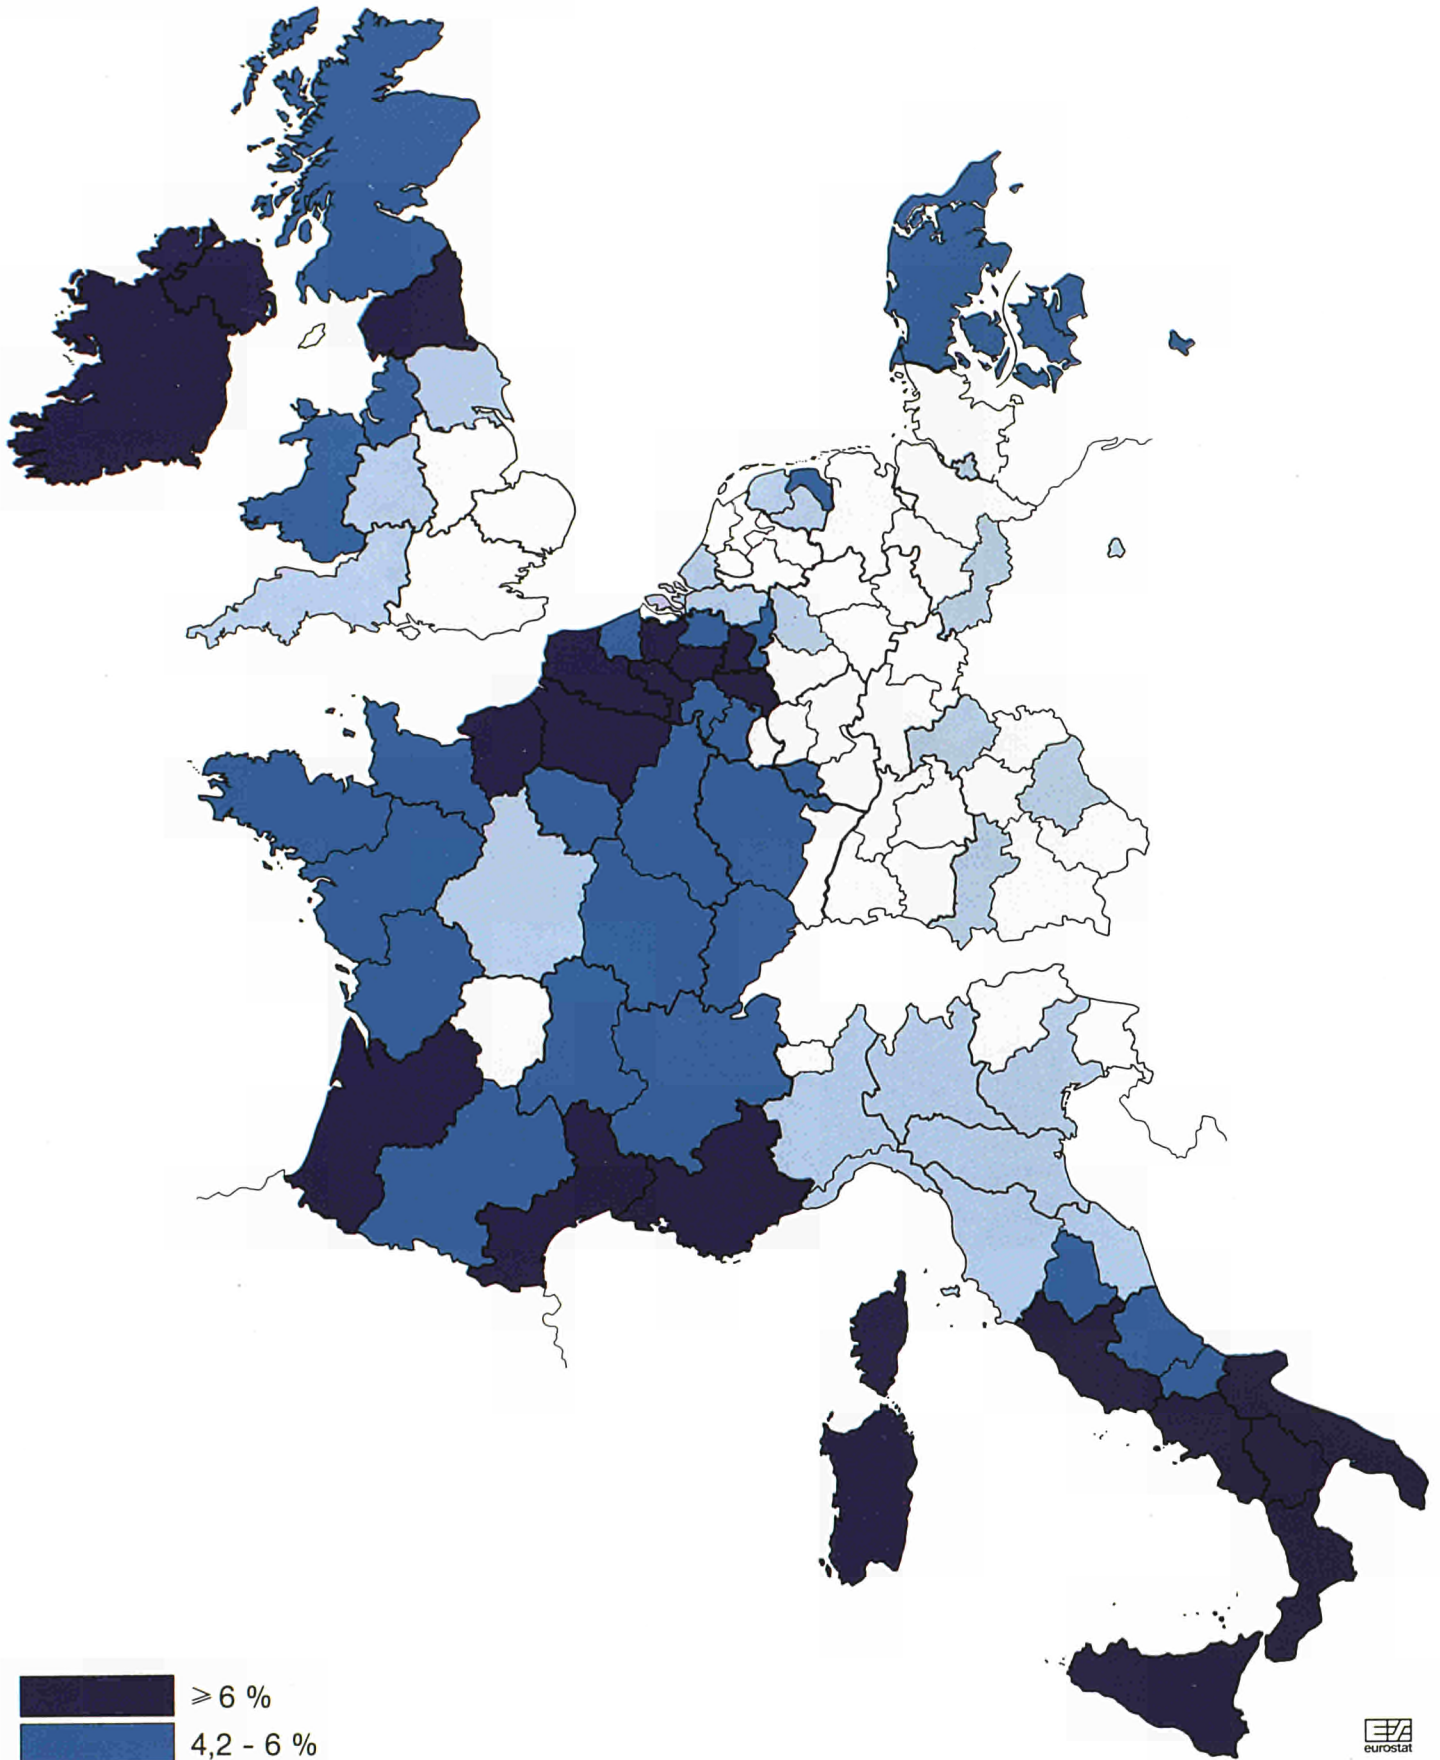 ≥ 6 %
4,2 - 6 %
eurostat